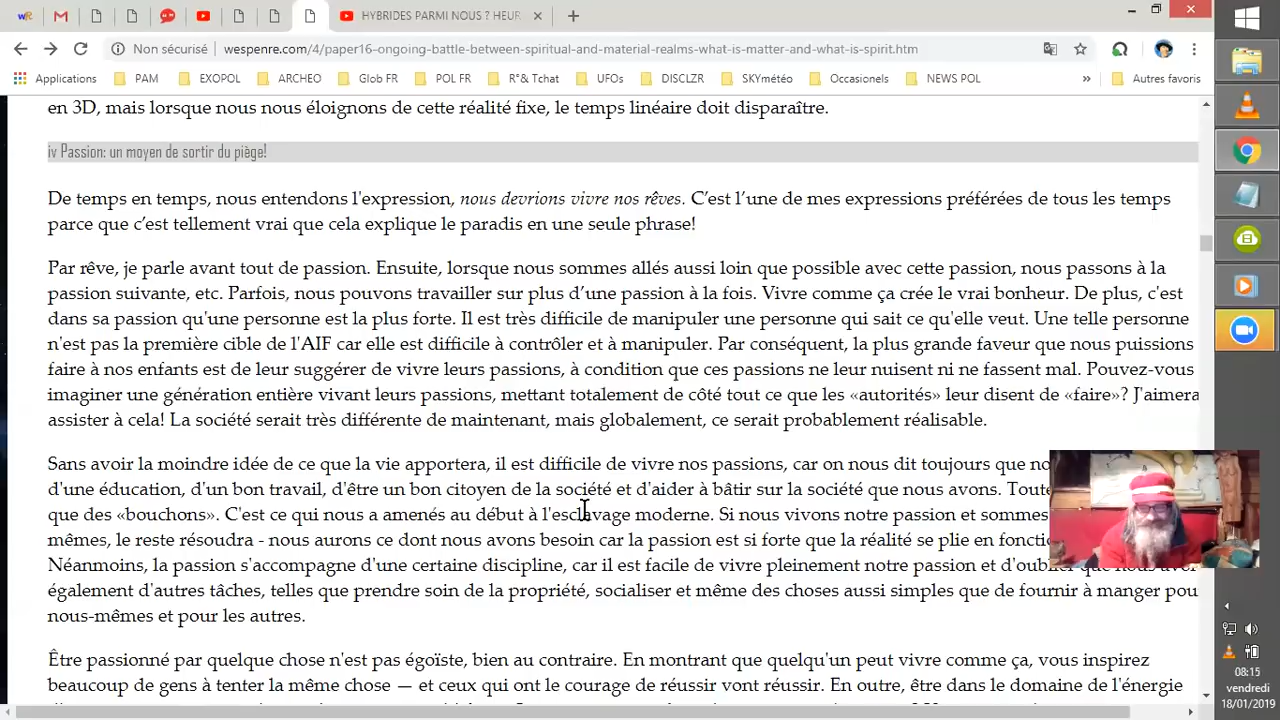 HYBRIDES PARMI NOUS ? HEUR
Non sécurisé wespenre.com/4/paper16-ongoing-battle-between-spiritual-and-material-realms-what-is-matter-and-what-is-spirit.htm
Applications PAM EXOPOL ARCHEO Glob FR POL FR R°& Tchat UFOs DISCLZR SKYmétéo Occasionels NEWS POL » Autres favoris
en 3D, mais lorsque nous nous éloignons de cette réalité fixe, le temps linéaire doit disparaître.
iv Passion: un moyen de sortir du piège!
De temps en temps, nous entendons l'expression, nous devrions vivre nos rêves. C’est l’une de mes expressions préférées de tous les temps
parce que c’est tellement vrai que cela explique le paradis en une seule phrase!
Par rêve, je parle avant tout de passion. Ensuite, lorsque nous sommes allés aussi loin que possible avec cette passion, nous passons à la
passion suivante, etc. Parfois, nous pouvons travailler sur plus d’une passion à la fois. Vivre comme ça crée le vrai bonheur. De plus, c'est
dans sa passion qu'une personne est la plus forte. Il est très difficile de manipuler une personne qui sait ce qu'elle veut. Une telle personne
n'est pas la première cible de l'AIF car elle est difficile à contrôler et à manipuler. Par conséquent, la plus grande faveur que nous puissions
faire à nos enfants est de leur suggérer de vivre leurs passions, à condition que ces passions ne leur nuisent ni ne fassent mal. Pouvez-vous
imaginer une génération entière vivant leurs passions, mettant totalement de côté tout ce que les «autorités» leur disent de «faire»? J'aimera
assister à cela! La société serait très différente de maintenant, mais globalement, ce serait probablement réalisable.
Sans avoir la moindre idée de ce que la vie apportera, il est difficile de vivre nos passions, car on nous dit toujours que no
d'une éducation, d'un bon travail, d'être un bon citoyen de la société et d'aider à bâtir sur la société que nous avons. Toute
que des «bouchons». C'est ce qui nous a amenés au début à l'esclavage moderne. Si nous vivons notre passion et sommes
mêmes, le reste résoudra - nous aurons ce dont nous avons besoin car la passion est si forte que la réalité se plie en fonctio
Néanmoins, la passion s'accompagne d'une certaine discipline, car il est facile de vivre pleinement notre passion et d'oubli
également d'autres tâches, telles que prendre soin de la propriété, socialiser et même des choses aussi simples que de fournir à manger pou
nous-mêmes et pour les autres.
Être passionné par quelque chose n'est pas égoïste, bien au contraire. En montrant que quelqu'un peut vivre comme ça, vous inspirez
beaucoup de gens à tenter la même chose — et ceux qui ont le courage de réussir vont réussir. En outre, être dans le domaine de l'énergie
08:15
vendredi
18/01/2019